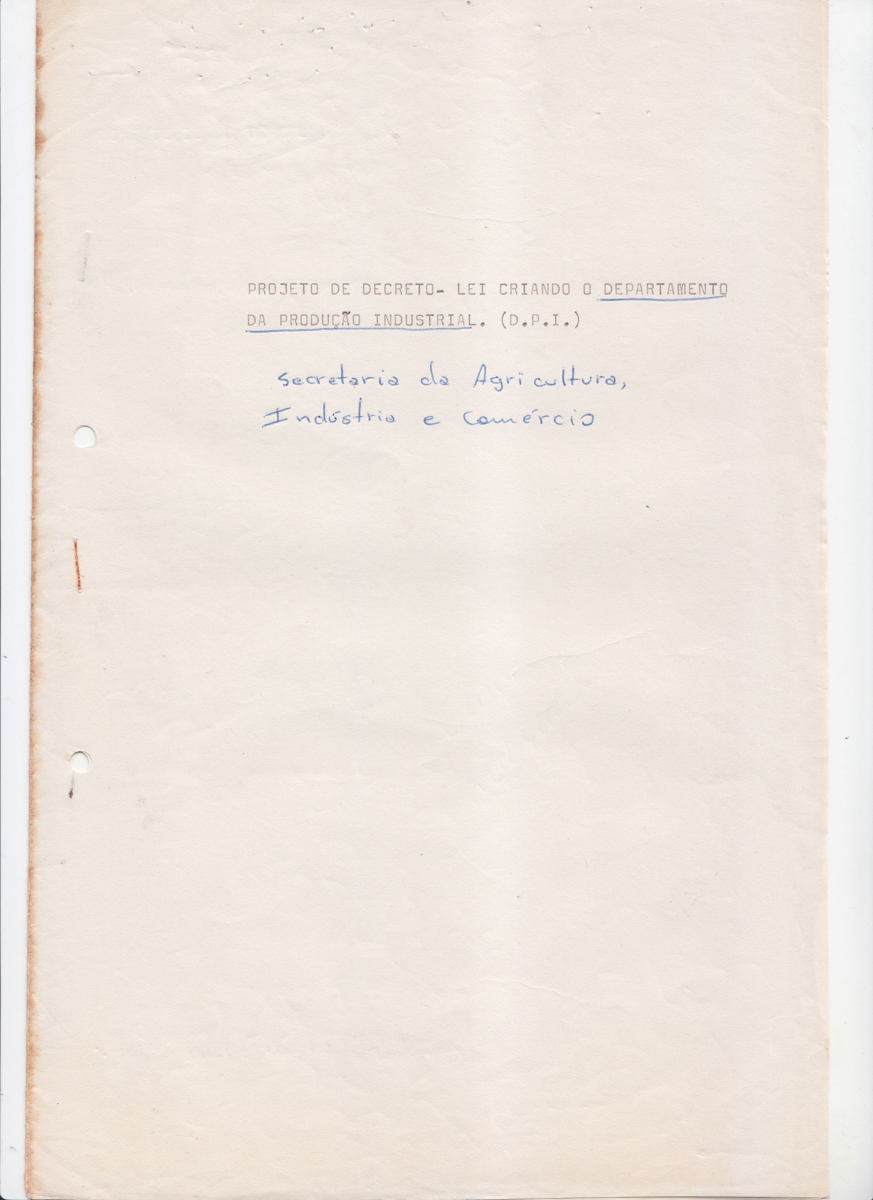 PROJETO DE DECRETO- LEI CRIANDO O DEPARTAMENTO
DA PRODUÇÃO INDUSTRIAL. (D.P.I.)
Secretaria da Agricultura,
Indústria e Comércio